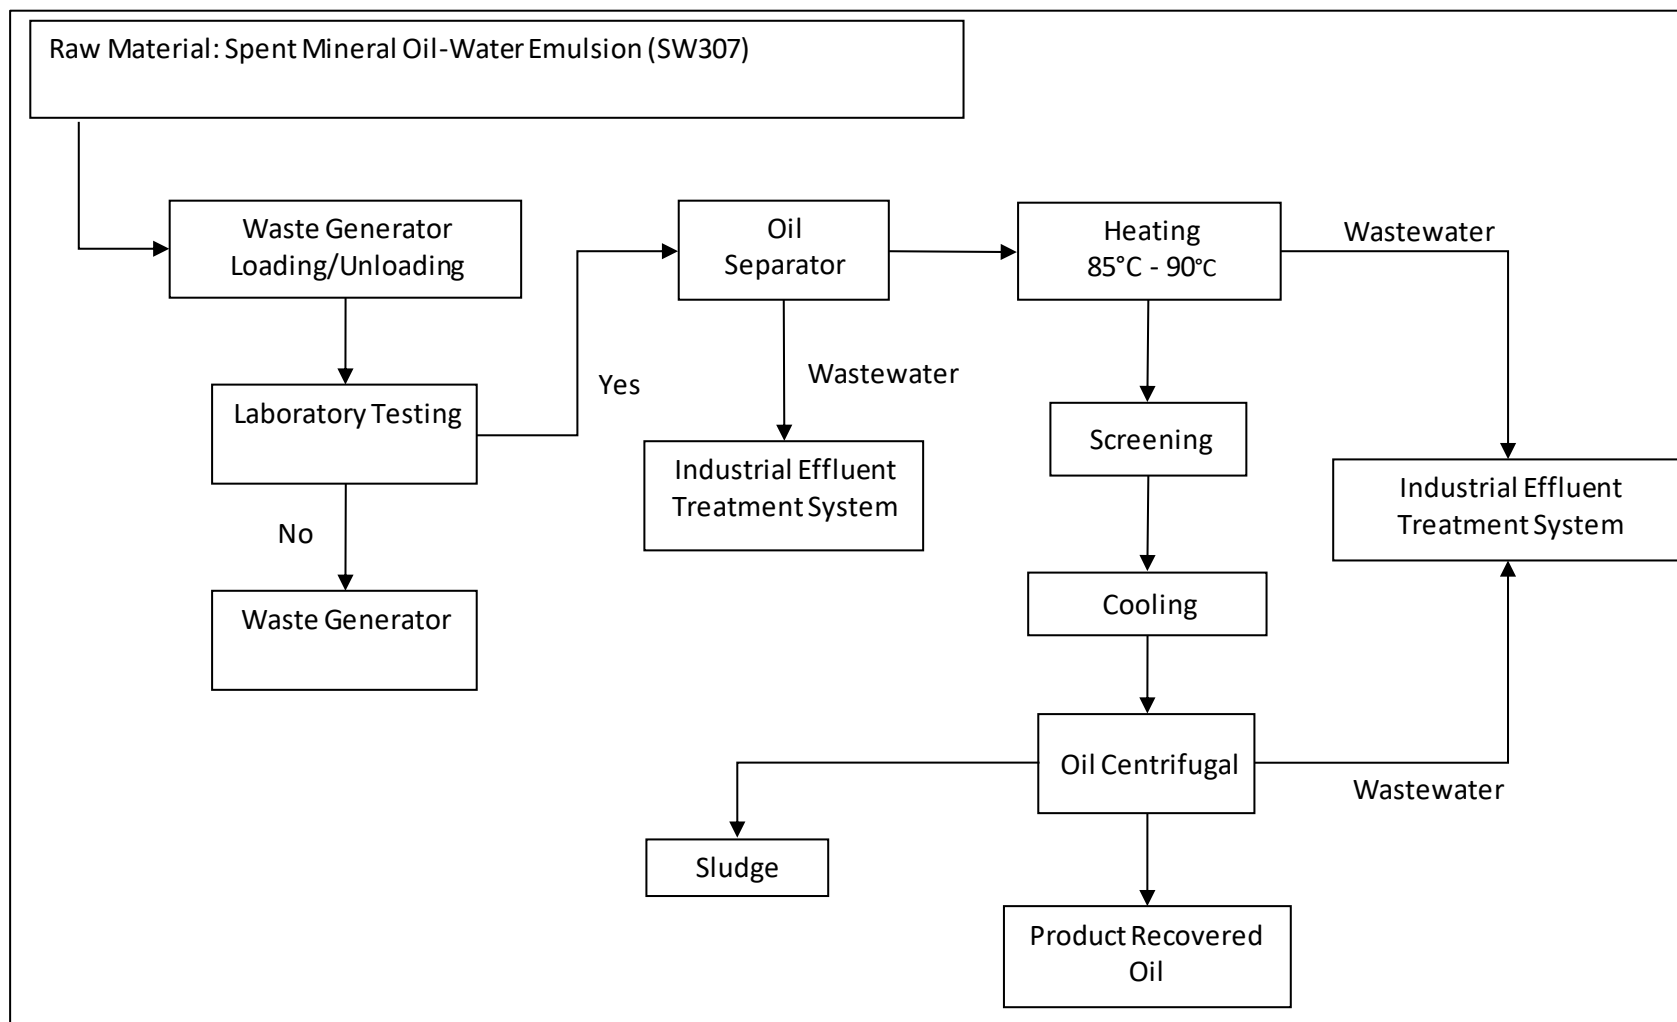 Raw Material: Spent Mineral Oil-Water Emulsion (SW307)
Waste Generator
Loading/Unloading
Oil
Separator
Heating
85°C - 90°C
Wastewater
Laboratory Testing
Yes
Wastewater
Screening
Industrial Effluent
Treatment System
Industrial Effluent
Treatment System
No
Waste Generator
Cooling
Oil Centrifugal
Wastewater
Sludge
Product Recovered
Oil